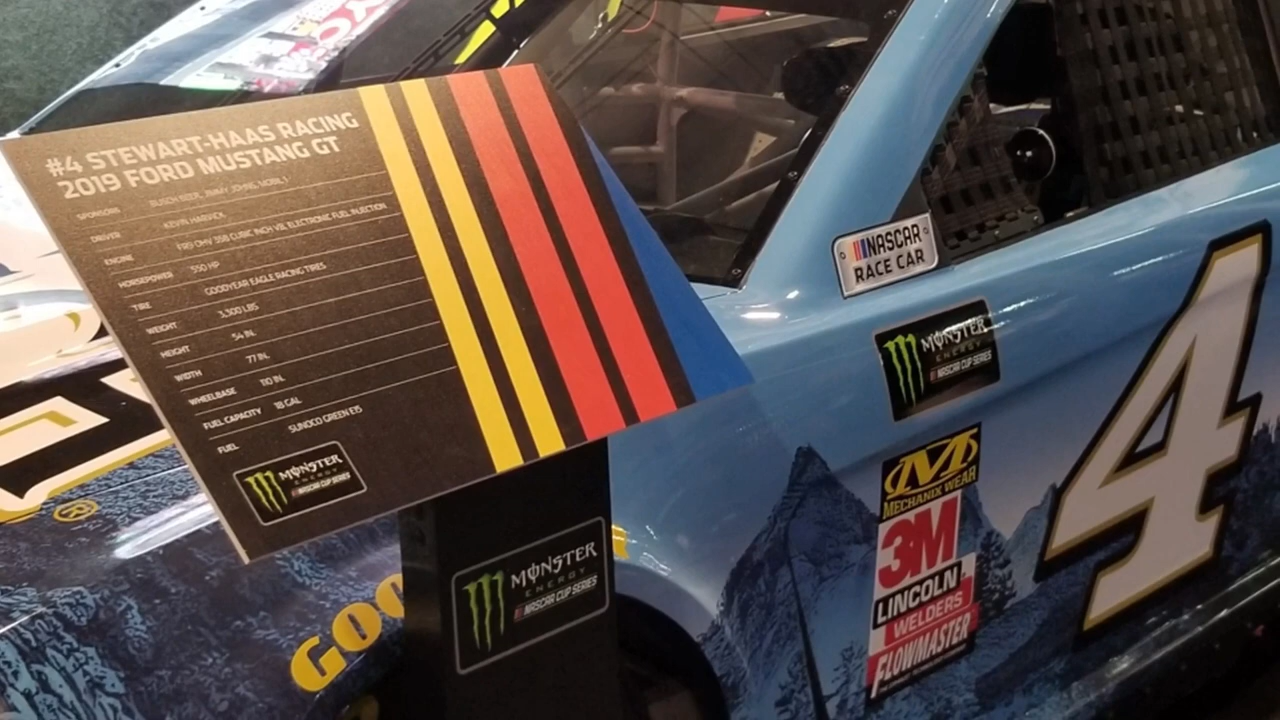 #4 STEWART-HAAS RACING
2019 FORD MUSTANG GT
SPONSORS BUSCH BEER, JIMMY JOHNS, MOBIL 1
DRIVER KEVIN HARVICK
ENGINE FR9 OHV 358 CUBIC INCH V8, ELECTRONIC FUEL INJECTION
HORSEPOWER 550 HP
TIRE GOODYEAR EAGLE RACING TIRES
WEIGHT 3,300 LBS
HEIGHT 54 IN.
WIDTH 77 IN.
WHEELBASE 110 IN.
FUEL CAPACITY 18 GAL
FUEL SUNOCO GREEN E15
MONSTER
ENERGY
NASCAR CUP SERIES
MONSTER
ENERGY
NASCAR CUP SERIES
GOO
NASCAR
RACE CAR
MONSTER
ENERGY
NASCAR CUP SERIES
4
MECHANIX WEAR
3M
LINCOLN
WELDERS
FLOWMASTER